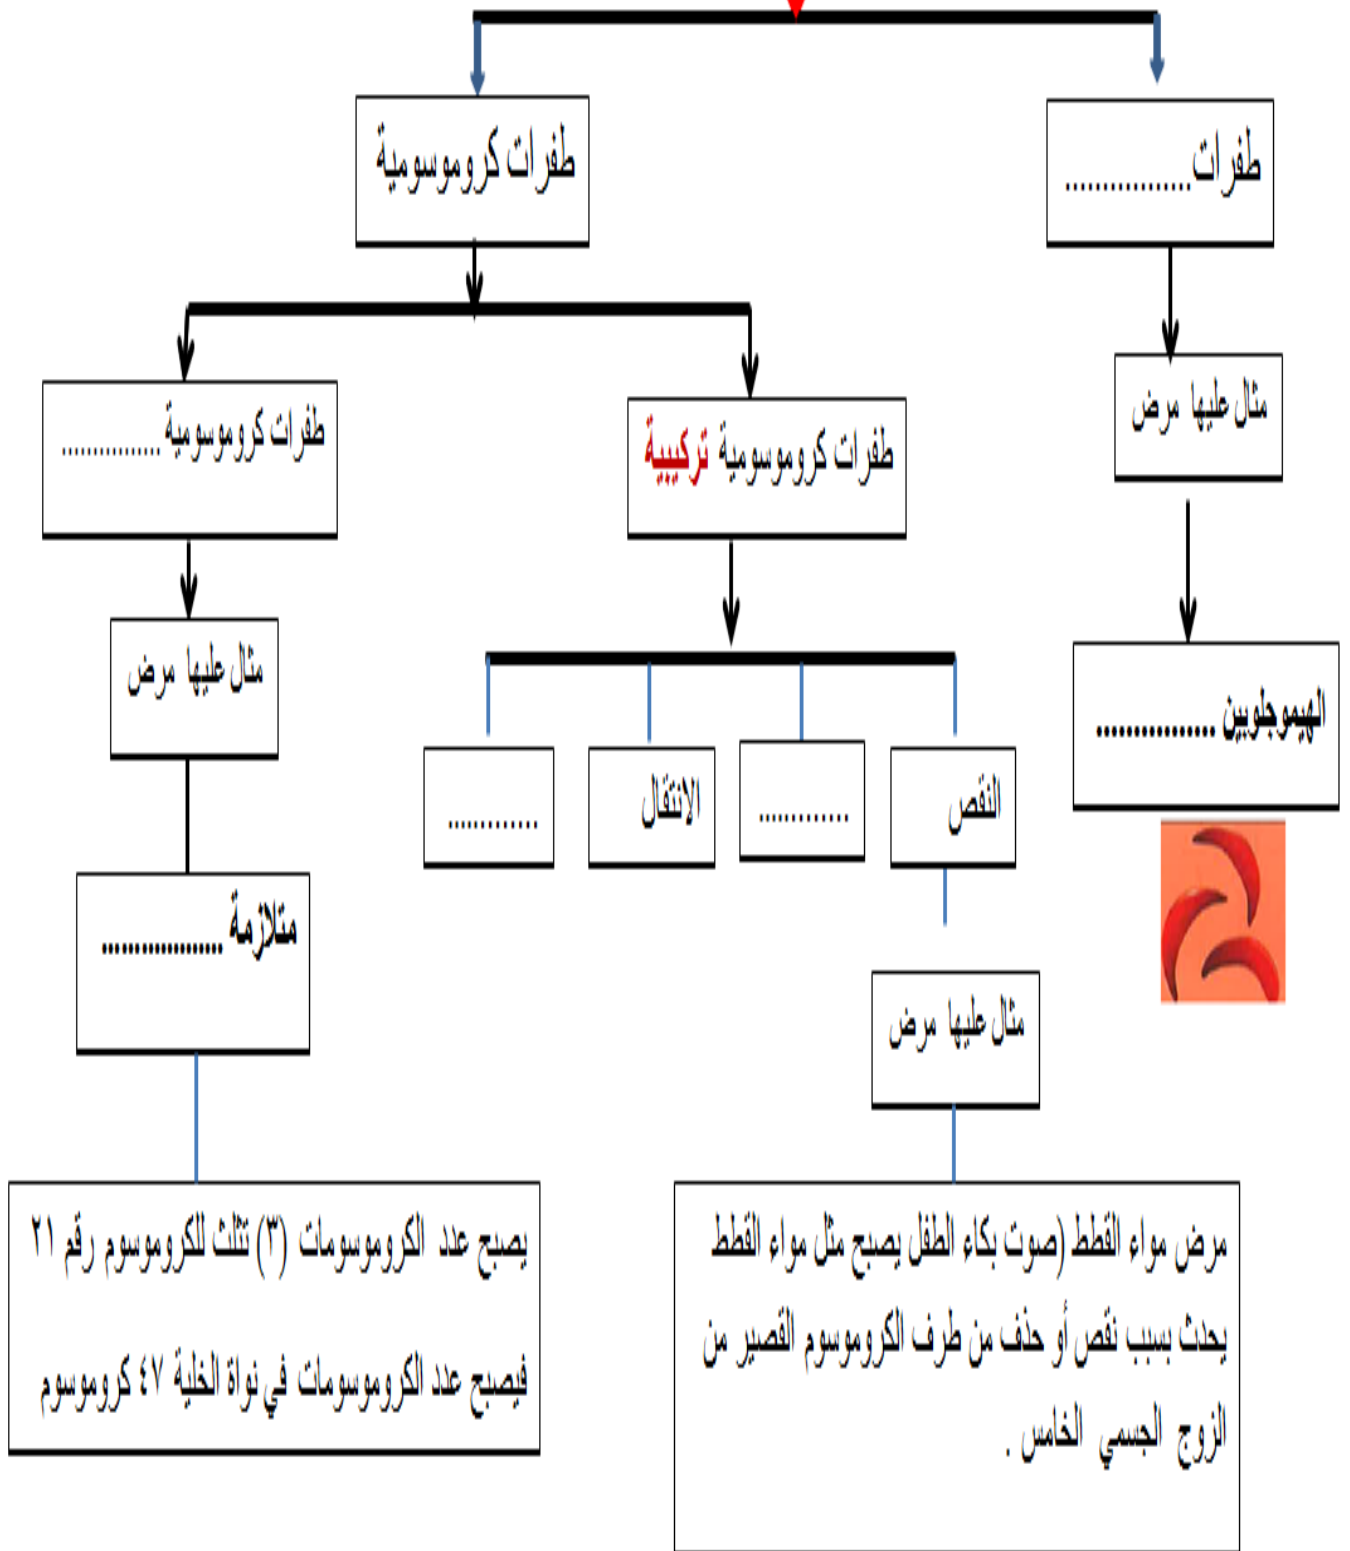 طفرات.................
طفرات كروموسومية
مثال عليها مرض
الهيموجلوبين ...............
طفرات كروموسومية تركيبية
طفرات كروموسومية ...............
النقص
.............
الانتقال
.............
مثال عليها مرض
مرض مواء القطط (صوت بكاء الطفل يصبح مثل مواء القطط
يحدث بسبب نقص أو حذف من طرف الكروموسوم القصير من
الزوج الجسمي الخامس .
مثال عليها مرض
متلازمة ..................
يصبح عدد الكروموسومات (٣) تثلث للكروموسوم رقم ٢١
فيصبح عدد الكروموسومات في نواة الخلية ٤٧ كروموسوم